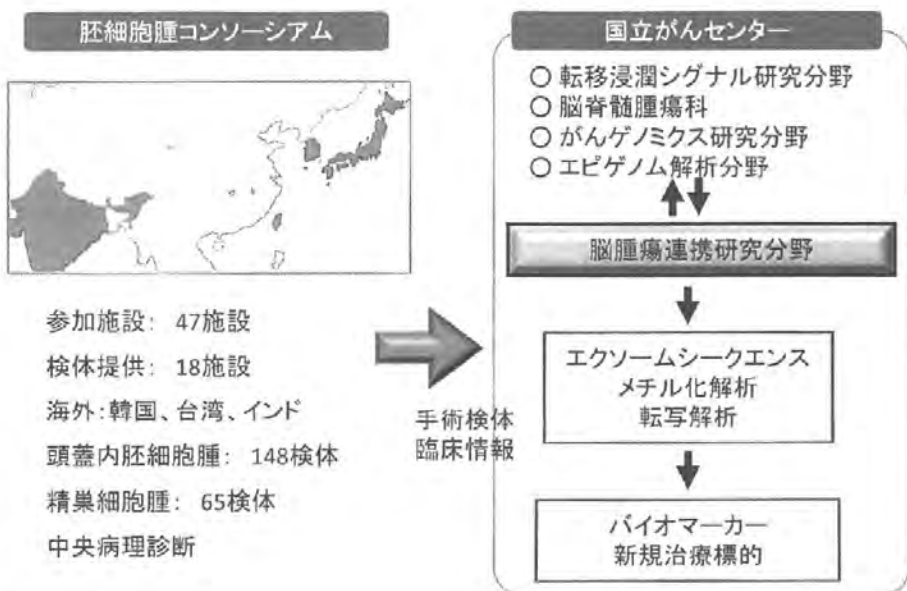 胚細胞腫コンソーシアム
参加施設： 47施設
検体提供： 18施設
海外：韓国、台湾、インド
頭蓋内胚細胞腫： 148検体
精巣細胞腫： 65検体
中央病理診断
手術検体
臨床情報
国立がんセンター
○ 転移浸潤シグナル研究分野
○ 脳脊髄腫瘍科
○ がんゲノミクス研究分野
○ エピゲノム解析分野
脳腫瘍連携研究分野
エクソームシークエンス
メチル化解析
転写解析
バイオマーカー
新規治療標的